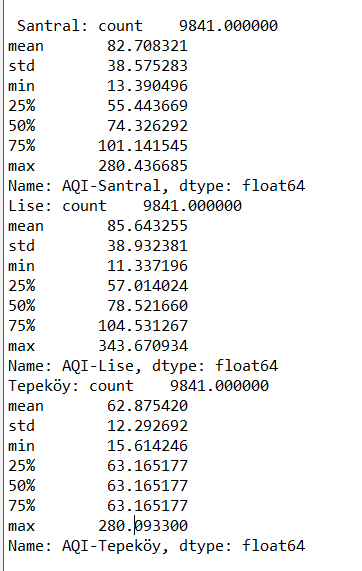 Santral: count    9841.000000
mean         82.708321
std          38.575283
min          13.390496
25%          55.443669
50%          74.326292
75%         101.141545
max         280.436685
Name: AQI-Santral, dtype: float64
Lise: count    9841.000000
mean         85.643255
std          38.932381
min          11.337196
25%          57.014024
50%          78.521660
75%         104.531267
max         343.670934
Name: AQI-Lise, dtype: float64
Tepeköy: count    9841.000000
mean         62.875420
std          12.292692
min          15.614246
25%          63.165177
50%          63.165177
75%          63.165177
max         280.093300
Name: AQI-Tepeköy, dtype: float64